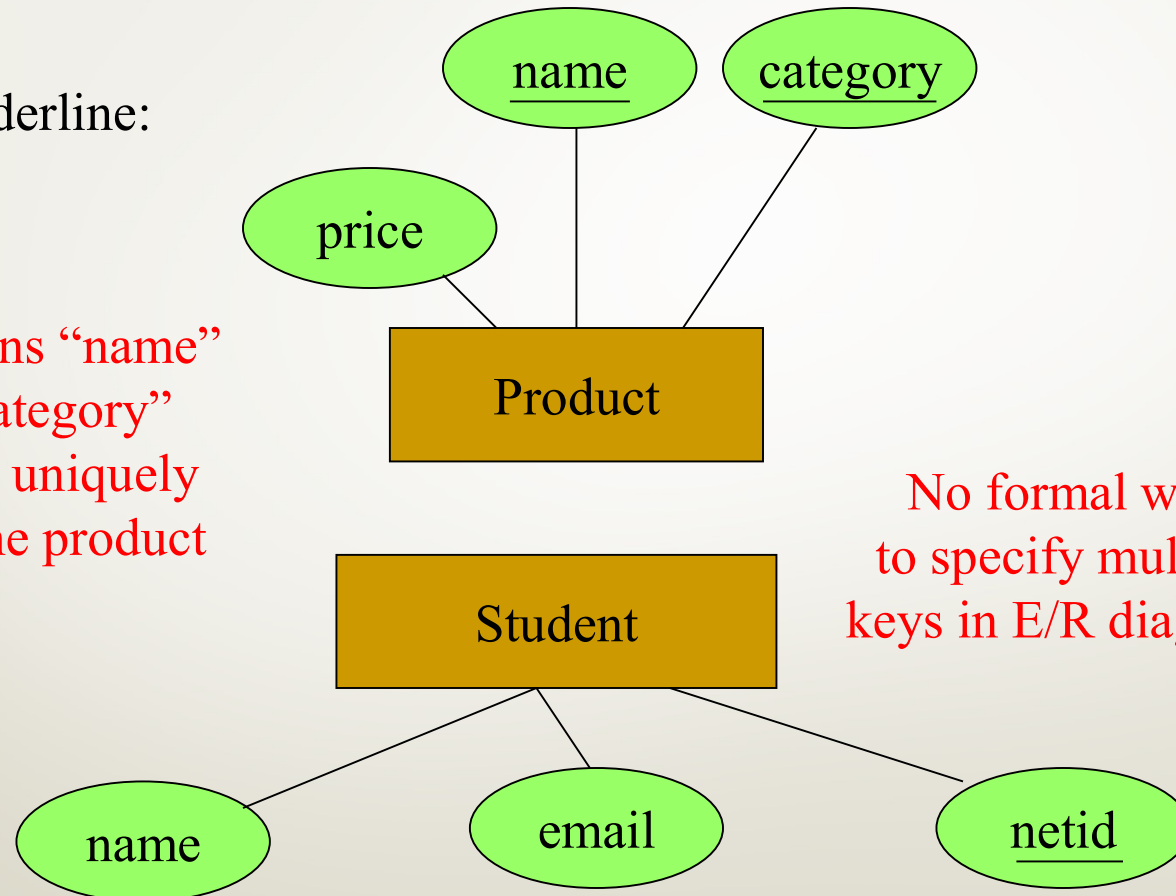 name
category
derline:
price
ns “name”
ategory”
uniquely
e product
Product
No formal w
to specify mul
keys in E/R dia
Student
name
email
netid